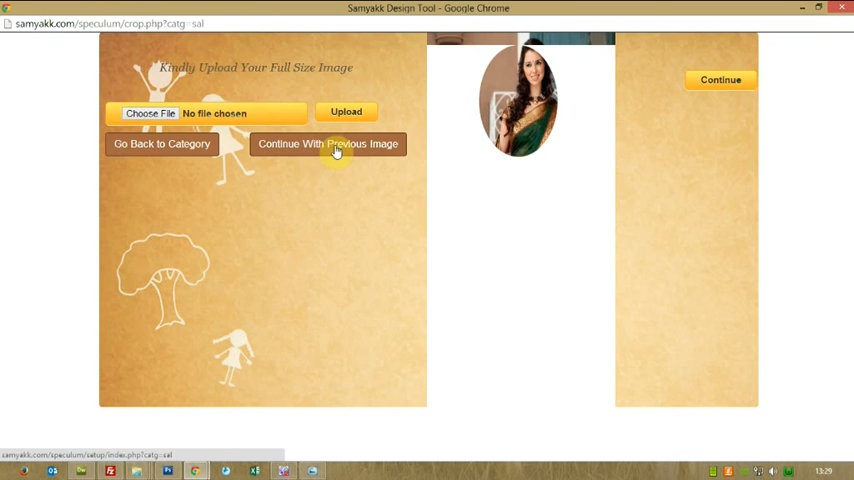 Samyakk Design Tool - Google Chrome
samyakk.com/speculum/crop.php?catg=sal
Kindly Upload Your Full Size Image
Continue
Choose File No file chosen Upload
Go Back to Category Continue With Previous Image
samyakk.com/speculum/setup/index.php?catg=sal
13:29